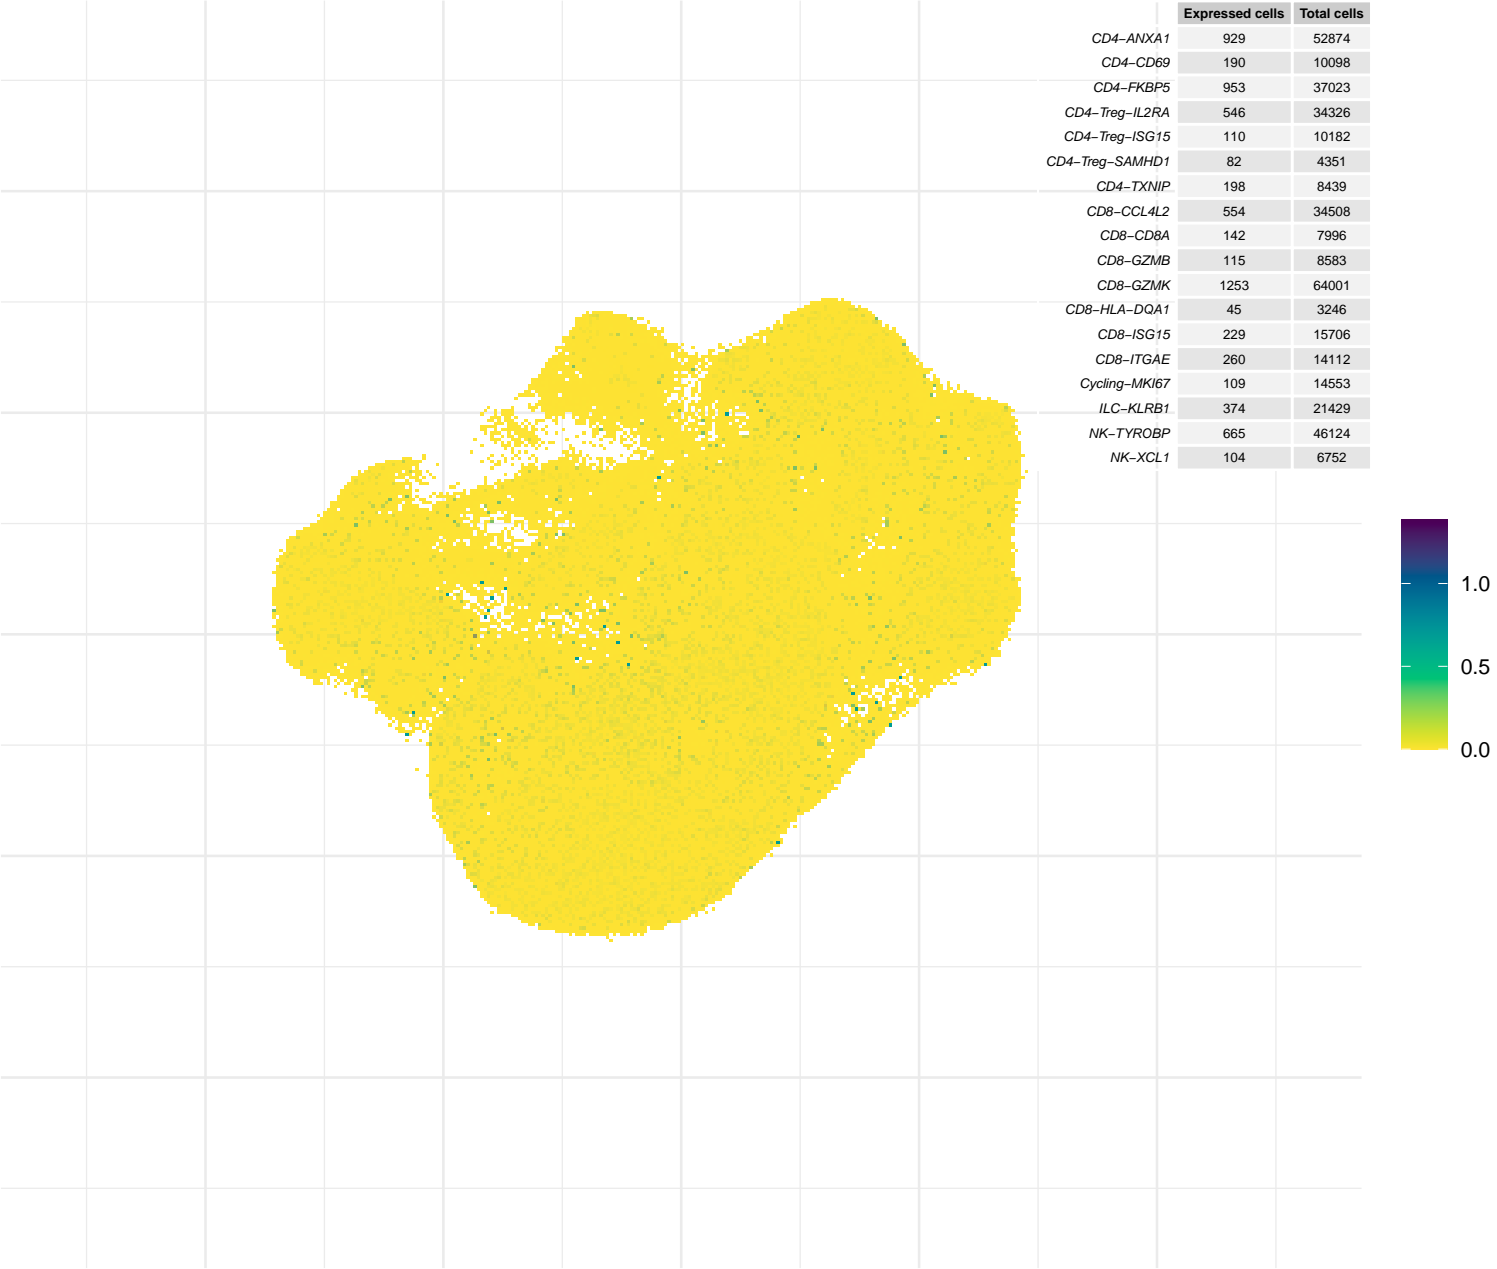 Expressed cells Total cells
CD4−ANXA1 929 52874
CD4−CD69 190 10098
CD4−FKBP5 953 37023
CD4−Treg−IL2RA 546 34326
CD4−Treg−ISG15 110 10182
CD4−Treg−SAMHD1 82 4351
CD4−TXNIP 198 8439
CD8−CCL4L2 554 34508
CD8−CD8A 142 7996
CD8−GZMB 115 8583
CD8−GZMK 1253 64001
CD8−HLA−DQA1 45 3246
CD8−ISG15 229 15706
CD8−ITGAE 260 14112
Cycling−MKI67 109 14553
ILC−KLRB1 374 21429
NK−TYROBP 665 46124
NK−XCL1 104 6752
1.0
0.5
0.0